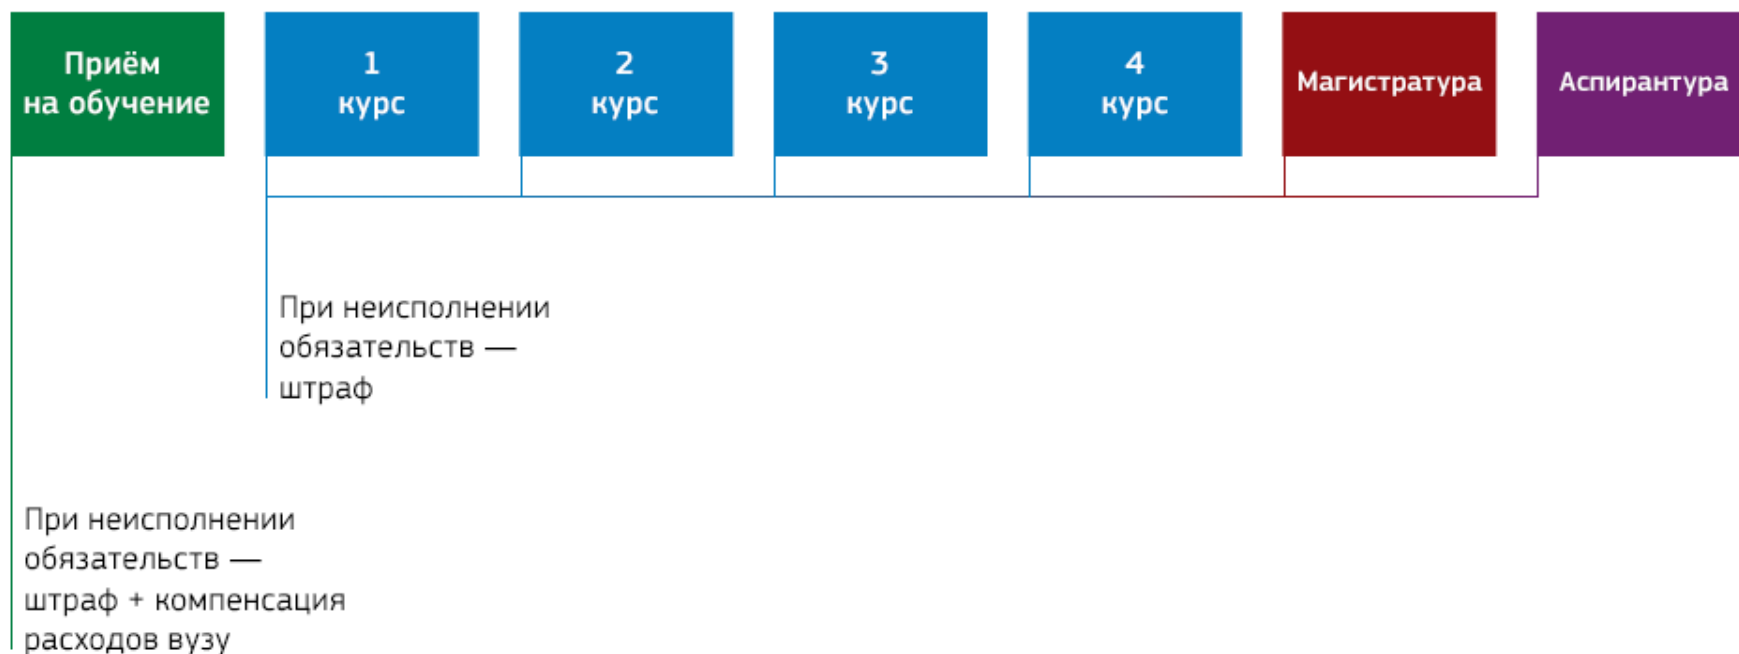 Приём
на обучение
1
курс
2
курс
3
курс
4
курс
Магистратура
Аспирантура
При неисполнении
обязательств —
штраф
При неисполнении
обязательств —
штраф + компенсация
расходов вузу